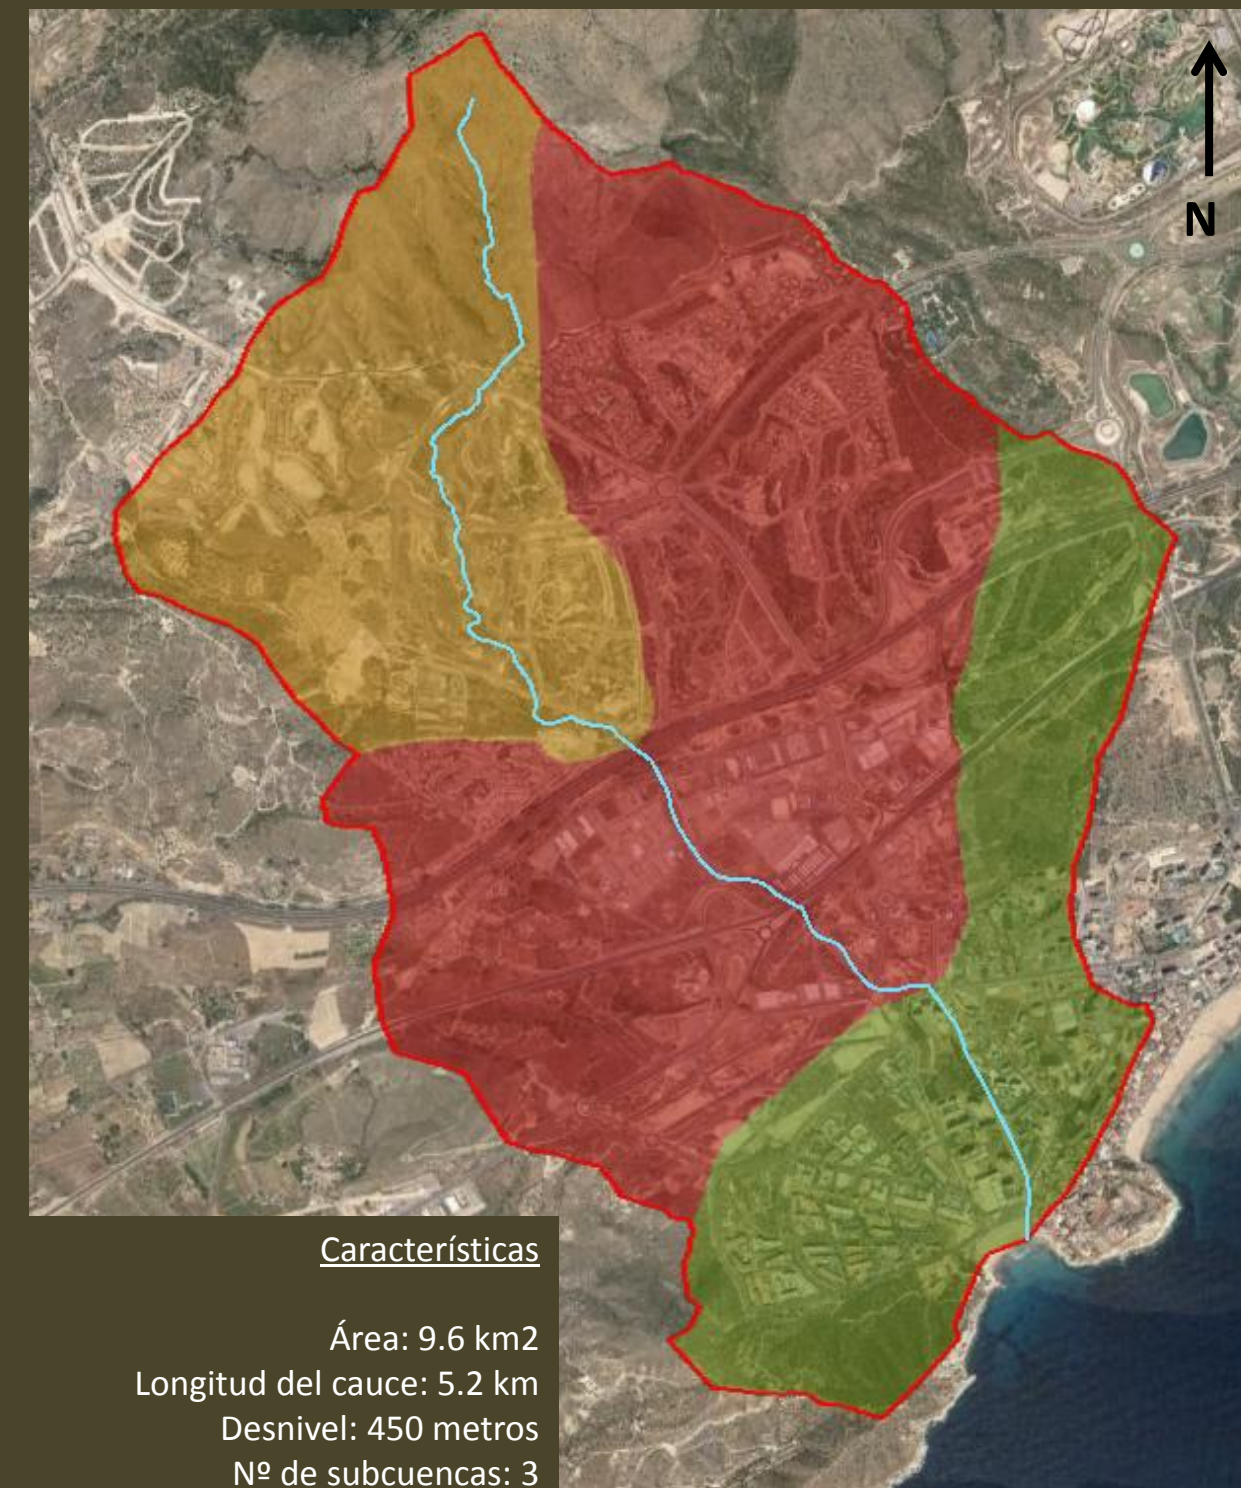 N
Características
Área: 9.6 km2
Longitud del cauce: 5.2 km
Desnivel: 450 metros
Nº de subcuencas: 3